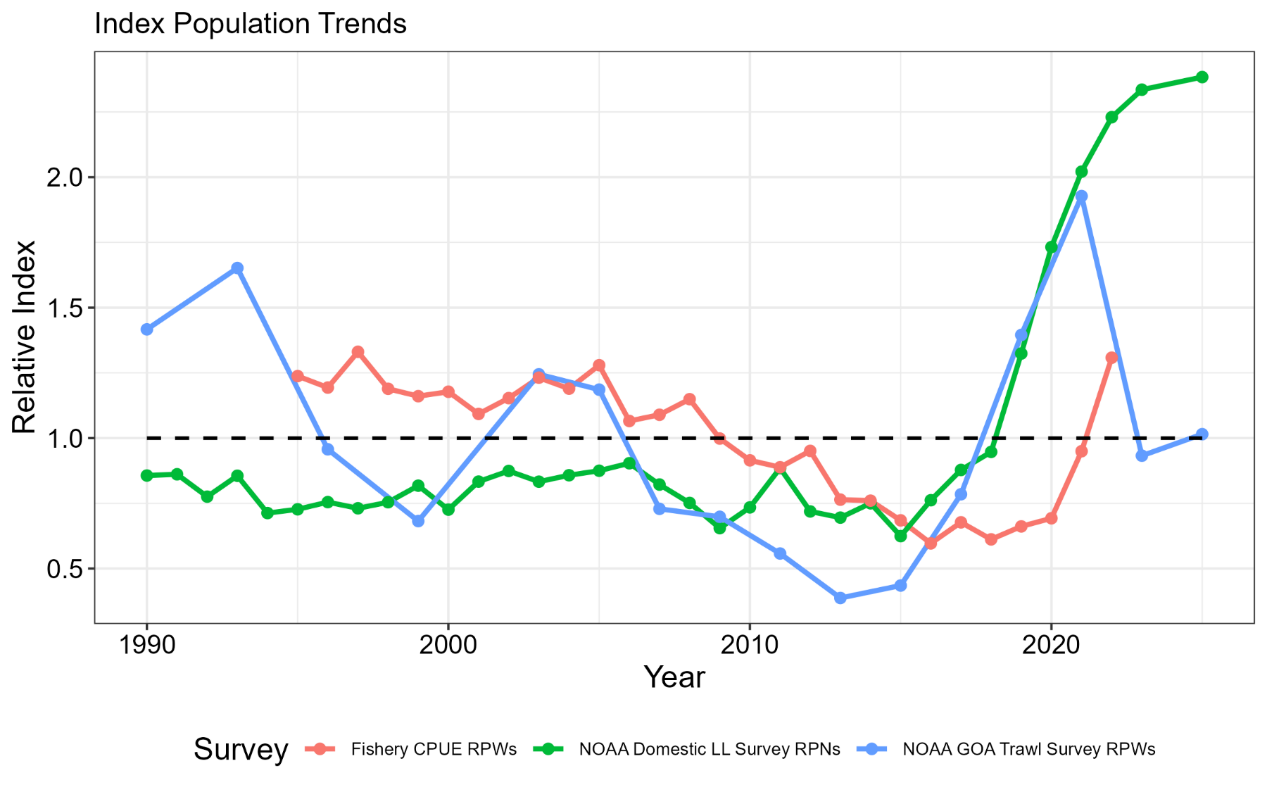 Index Population Trends
Relative Index
2.0
1.5
1.0
0.5
1990 2000 2010 2020
Year
Survey Fishery CPUE RPWs NOAA Domestic LL Survey RPNs NOAA GOA Trawl Survey RPWs